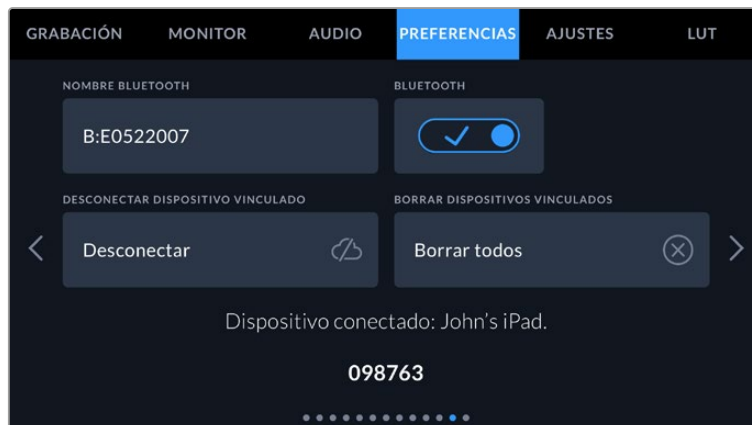 GRABACIÓN MONITOR AUDIO PREFERENCIAS AJUSTES LUT
NOMBRE BLUETOOTH BLUETOOTH
B:E0522007
DESCONECTAR DISPOSITIVO VINCULADO BORRAR DISPOSITIVOS VINCULADOS
Desconectar Borrar todos
Dispositivo conectado: John’s iPad.
098763